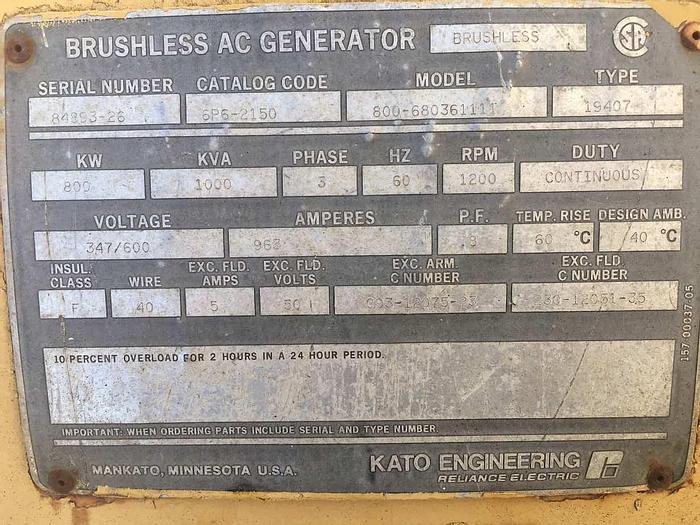 BRUSHLESS AC GENERATOR BRUSHLESS
SERIAL NUMBER CATALOG CODE MODEL TYPE
84893-26 6P6-2150 800-680361111 19407
KW KVA PHASE HZ RPM DUTY
800 1000 3 60 1200 CONTINUOUS
VOLTAGE AMPERES P.F. TEMP. RISE DESIGN AMB.
347/600 963 .8 60 °C 40 °C
INSUL. CLASS WIRE EXC. FLD. AMPS EXC. FLD. VOLTS EXC. ARM. C NUMBER EXC. FLD C NUMBER
F 40 5 50
10 PERCENT OVERLOAD FOR 2 HOURS IN A 24 HOUR PERIOD.
IMPORTANT: WHEN ORDERING PARTS INCLUDE SERIAL AND TYPE NUMBER.
MANKATO, MINNESOTA U.S.A. KATO ENGINEERING
RELIANCE ELECTRIC
157 00037 05